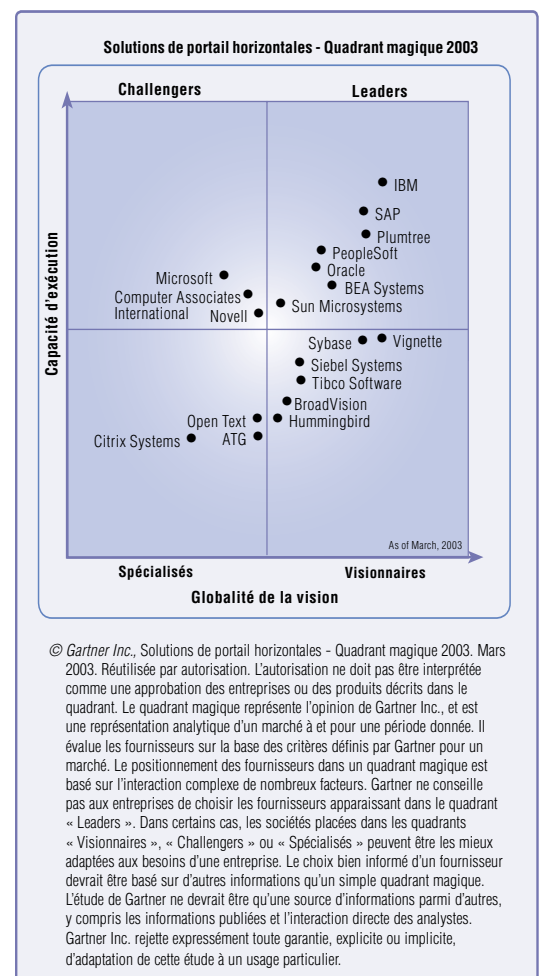 Solutions de portail horizontales - Quadrant magique 2003
Challengers
Leaders
Capacité d'exécution
IBM
SAP
Plumtree
PeopleSoft
Oracle
Microsoft
BEA Systems
Computer Associates
International
Sun Microsystems
Novell
Sybase
Vignette
Siebel Systems
Tibco Software
BroadVision
Open Text
Hummingbird
Citrix Systems
ATG
As of March, 2003
Spécialisés
Visionnaires
Globalité de la vision
© Gartner Inc., Solutions de portail horizontales - Quadrant magique 2003. Mars
2003. Réutilisée par autorisation. L'autorisation ne doit pas être interprétée
comme une approbation des entreprises ou des produits décrits dans le
quadrant. Le quadrant magique représente l'opinion de Gartner Inc., et est
une représentation analytique d'un marché à et pour une période donnée. Il
évalue les fournisseurs sur la base des critères définis par Gartner pour un
marché. Le positionnement des fournisseurs dans un quadrant magique est
basé sur l'interaction complexe de nombreux facteurs. Gartner ne conseille
pas aux entreprises de choisir les fournisseurs apparaissant dans le quadrant
« Leaders ». Dans certains cas, les sociétés placées dans les quadrants
« Visionnaires », « Challengers » ou « Spécialisés » peuvent être les mieux
adaptées aux besoins d'une entreprise. Le choix bien informé d'un fournisseur
devrait être basé sur d'autres informations qu'un simple quadrant magique.
L'étude de Gartner ne devrait être qu'une source d'informations parmi d'autres,
y compris les informations publiées et l'interaction directe des analystes.
Gartner Inc. rejette expressément toute garantie, explicite ou implicite,
d'adaptation de cette étude à un usage particulier.